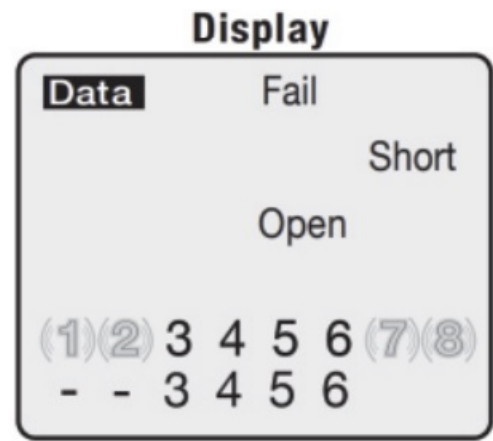 Display
Data Fail
Short
Open
(1)(2) 3 4 5 6 (7)(8)
- - 3 4 5 6